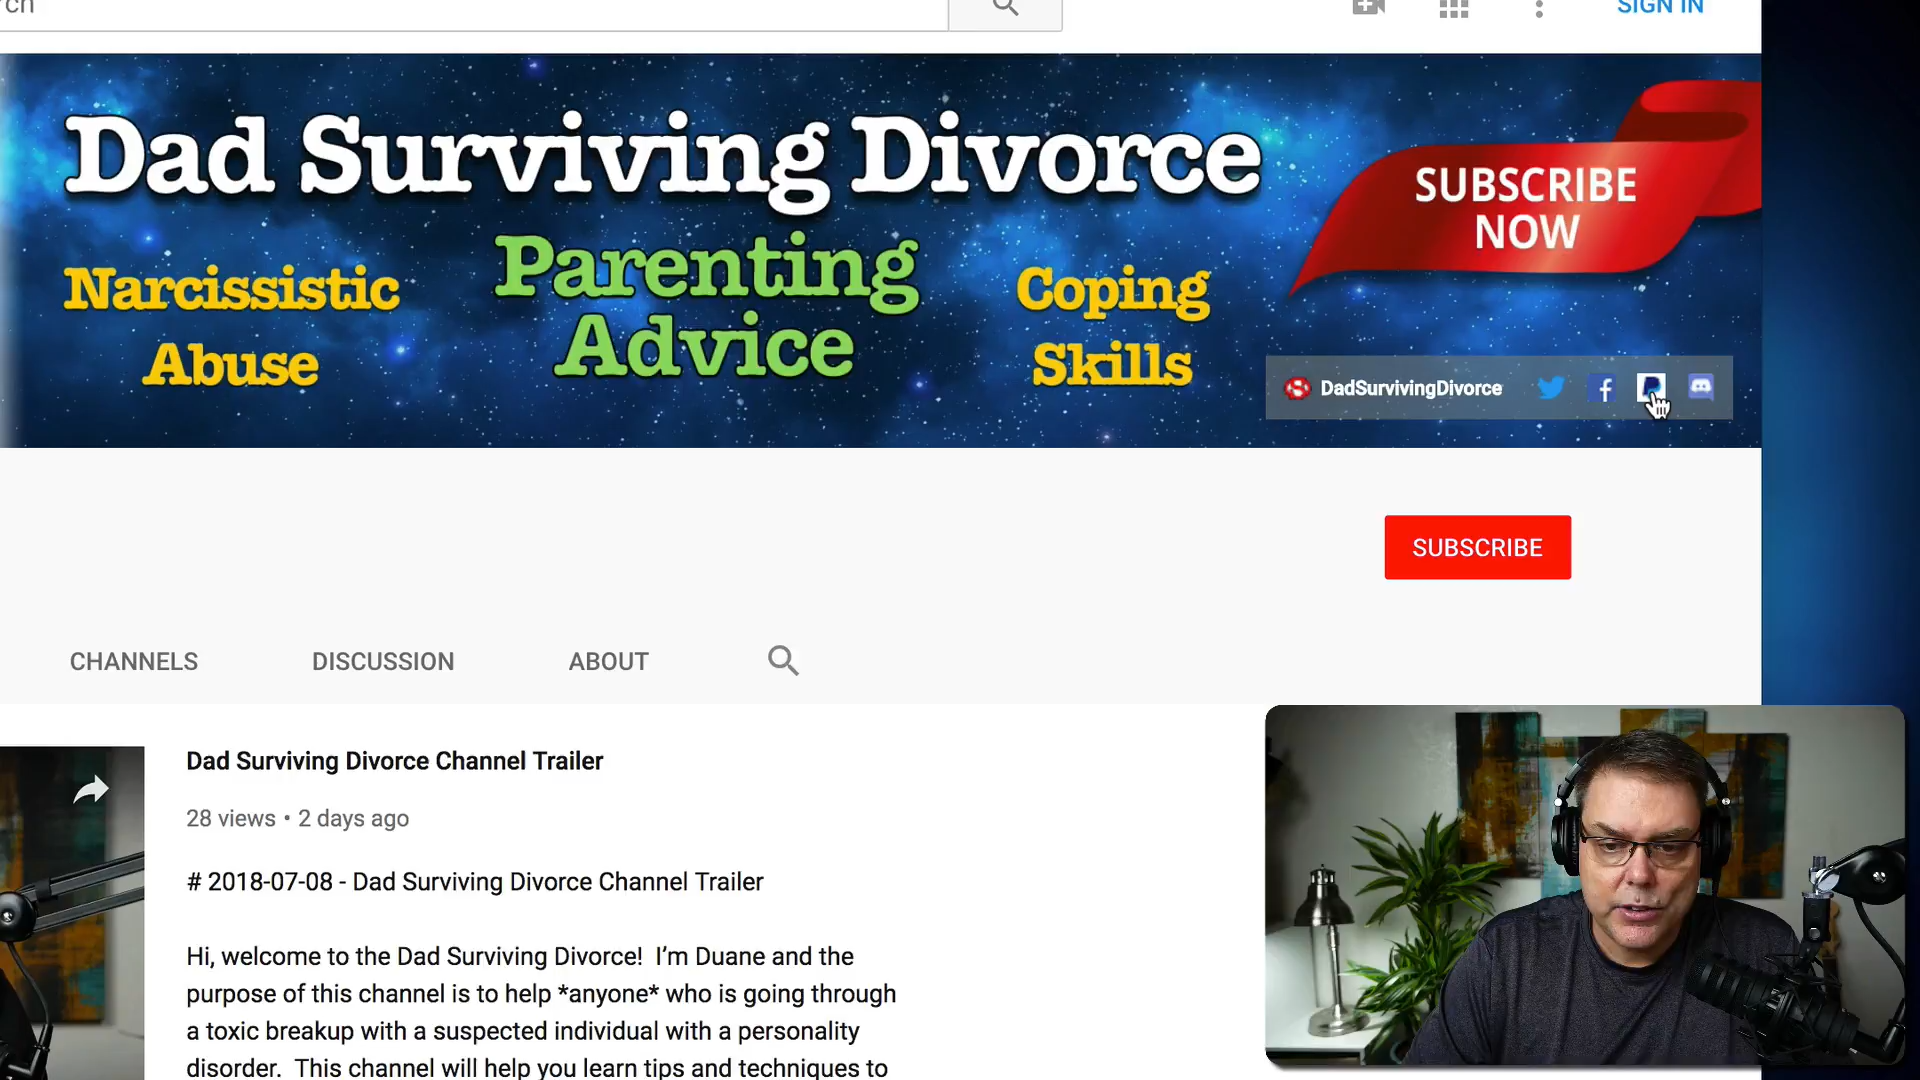 rch
SIGN IN
Dad Surviving Divorce
SUBSCRIBE
NOW
Narcissistic
Abuse
Parenting
Advice
Coping
Skills
DadSurvivingDivorce
SUBSCRIBE
CHANNELS DISCUSSION ABOUT
Dad Surviving Divorce Channel Trailer
28 views • 2 days ago
# 2018-07-08 - Dad Surviving Divorce Channel Trailer
Hi, welcome to the Dad Surviving Divorce!  I’m Duane and the
purpose of this channel is to help *anyone* who is going through
a toxic breakup with a suspected individual with a personality
disorder.  This channel will help you learn tips and techniques to